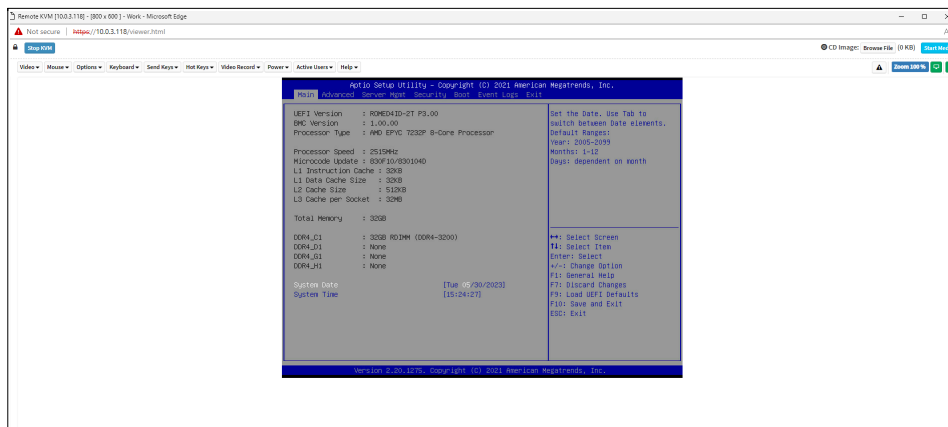 Remote KVM [10.0.3.118] - [800 x 600 ] - Work - Microsoft Edge
Not secure | https://10.0.3.118/viewer.html
Stop KVM
CD Image: Browse File (0 KB) Start Med
Video Mouse Options Keyboard Send Keys Hot Keys Video Record Power Active Users Help
Zoom 100 %
Aptio Setup Utility - Copyright (C) 2021 American Megatrends, Inc.
Main Advanced Server Mgmt Security Boot Event Logs Exit
UEFI Version : ROMED4ID-2T P3.00
BMC Version : 1.00.00
Processor Type : AMD EPYC 7232P 8-Core Processor
Processor Speed : 2515MHz
Microcode Update : 830F10/830104D
L1 Instruction Cache : 32KB
L1 Data Cache Size : 32KB
L2 Cache Size : 512KB
L3 Cache per Socket : 32MB
Total Memory : 32GB
DDR4_C1 : 32GB RDIMM (DDR4-3200)
DDR4_D1 : None
DDR4_G1 : None
DDR4_H1 : None
System Date [Tue 05/30/2023]
System Time [15:24:27]
Set the Date. Use Tab to
switch between Date elements.
Default Ranges:
Year: 2005-2099
Months: 1-12
Days: dependent on month
→←: Select Screen
↑↓: Select Item
Enter: Select
+/-: Change Option
F1: General Help
F7: Discard Changes
F9: Load UEFI Defaults
F10: Save and Exit
ESC: Exit
Version 2.20.1275. Copyright (C) 2021 American Megatrends, Inc.